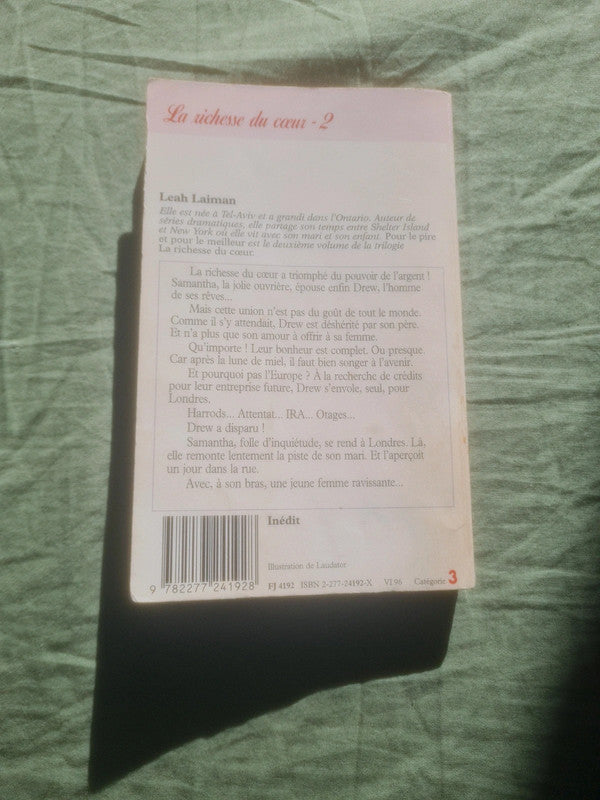 La richesse du cœur - 2
Leah Laiman
Elle est née à Tel-Aviv et a grandi dans l'Ontario. Auteur de
séries dramatiques, elle partage son temps entre Shelter Island
et New York où elle vit avec son mari et son enfant. Pour le pire
et pour le meilleur est le deuxième volume de la trilogie
La richesse du cœur.
La richesse du cœur a triomphé du pouvoir de l'argent !
Samantha, la jolie ouvrière, épouse enfin Drew, l'homme
de ses rêves...
Mais cette union n'est pas du goût de tout le monde.
Comme il s'y attendait, Drew est déshérité par son père.
Et n'a plus que son amour à offrir à sa femme.
Qu'importe ! Leur bonheur est complet. Ou presque.
Car après la lune de miel, il faut bien songer à l'avenir.
Et pourquoi pas l'Europe ? À la recherche de crédits
pour leur entreprise future, Drew s'envole, seul, pour
Londres.
Harrods... Attentat... IRA... Otages...
Drew a disparu !
Samantha, folle d'inquiétude, se rend à Londres. Là,
elle remonte lentement la piste de son mari. Et l'aperçoit
un jour dans la rue.
Avec, à son bras, une jeune femme ravissante...
Inédit
Illustration de Laudator
9 782277 241928
FJ 4192 ISBN 2-277-24192-X VI.96 Catégorie 3